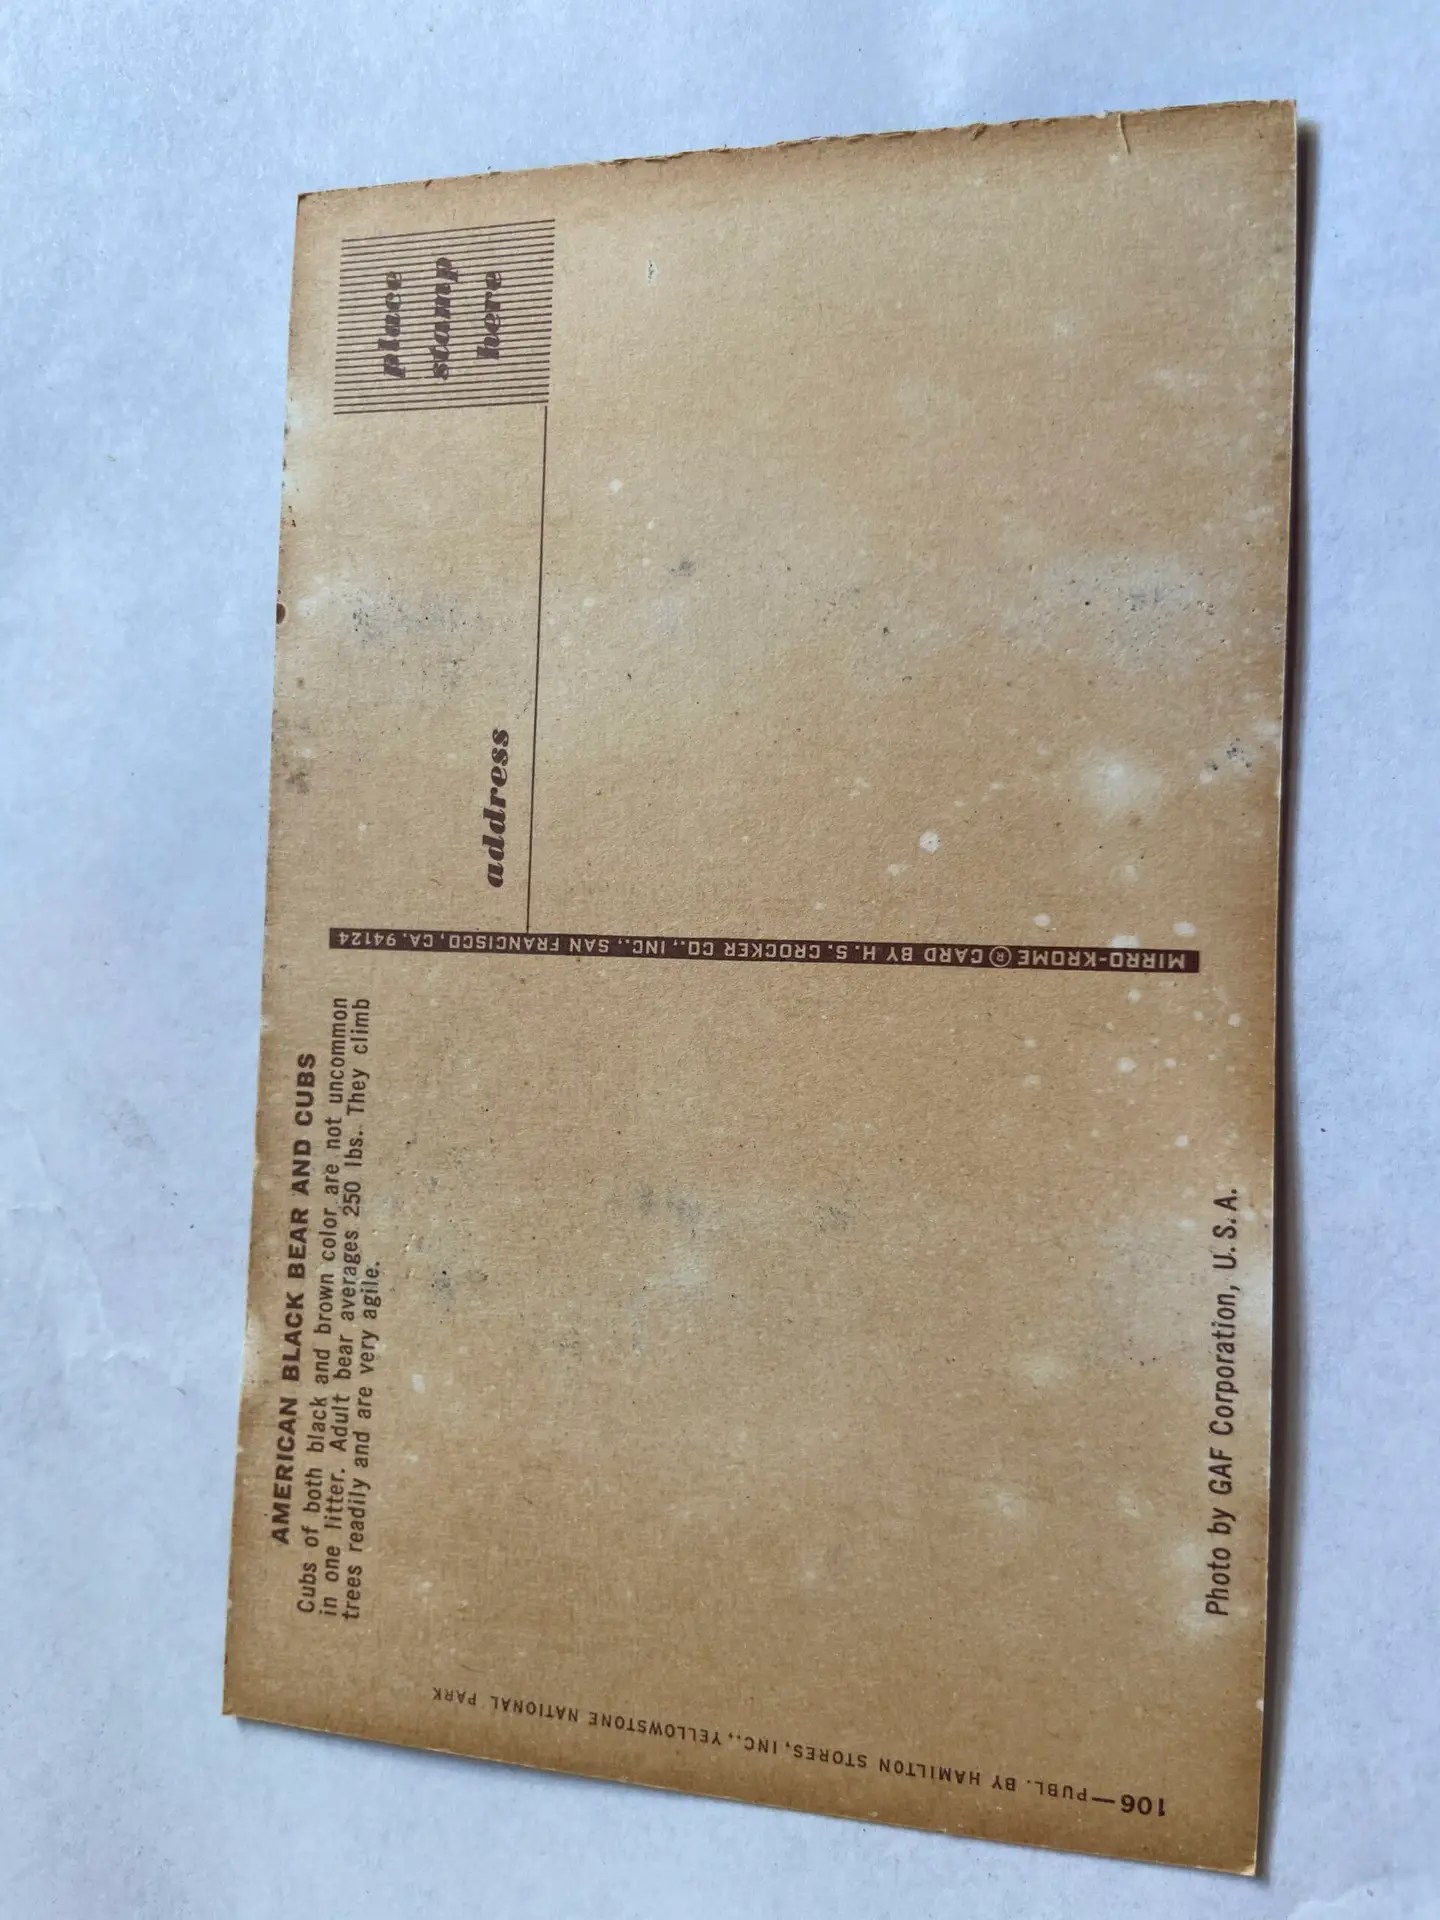 AMERICAN BLACK BEAR AND CUBS
Cubs of both black and brown color are not uncommon
in one litter. Adult bear averages 250 lbs. They climb
trees readily and are very agile.
place
stamp
here
address
MIRRO-KROME ® CARD BY H. S. CROCKER CO., INC., SAN FRANCISCO, CA. 94124
106—PUBL. BY HAMILTON STORES, INC., YELLOWSTONE NATIONAL PARK
Photo by GAF Corporation, U.S.A.